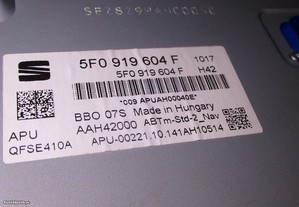 5F0 919 604 F 1017
5F0 919 604 F H42
*009 APUAH00040E*
BBO 07S Made in Hungary
APU AAH42000 ABTm-Std-2_Nav
QFSE410A APU-00221.10.141AH10514